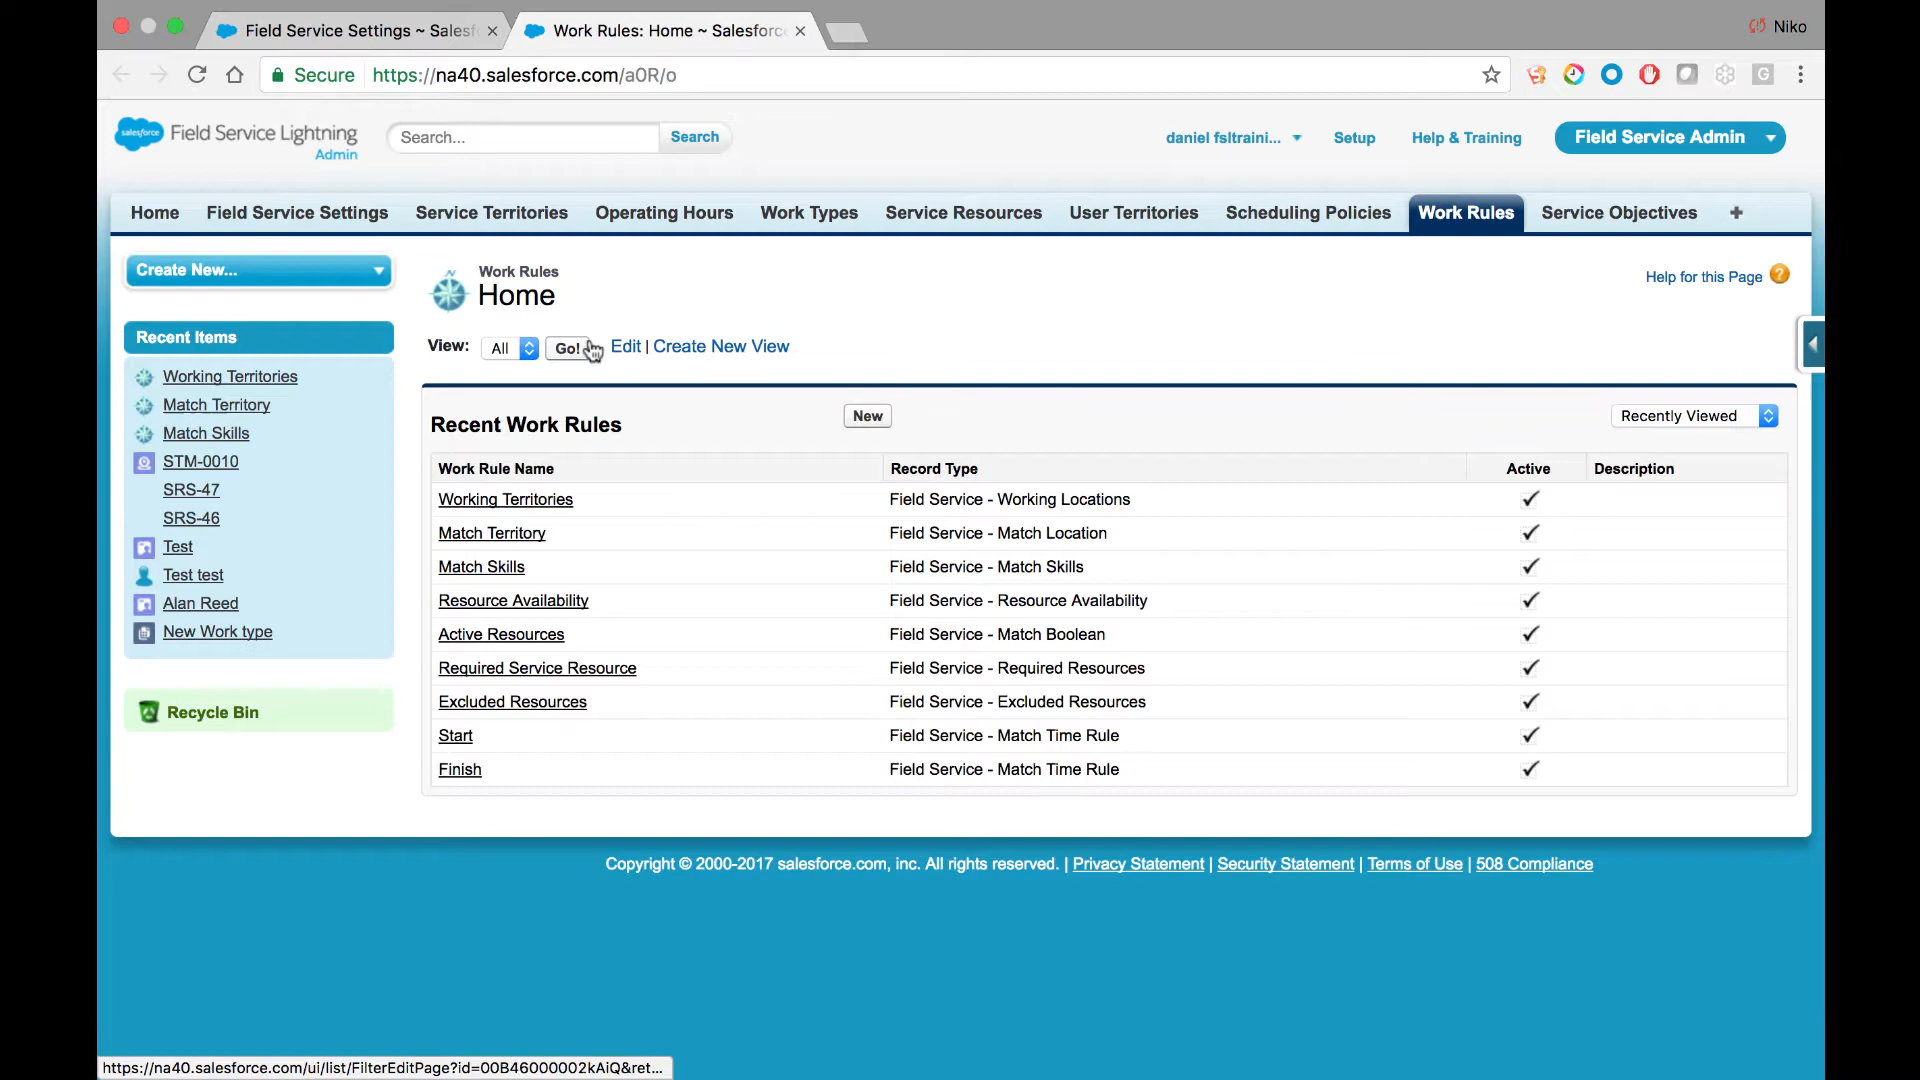 Field Service Settings ~ Salesf
Work Rules: Home ~ Salesforc
Niko
Secure
https://na40.salesforce.com/a0R/o
G
salesforce
Field Service Lightning
Admin
Search...
Search
daniel fsltraini...
Setup
Help & Training
Field Service Admin
Home
Field Service Settings
Service Territories
Operating Hours
Work Types
Service Resources
User Territories
Scheduling Policies
Work Rules
Service Objectives
+
Create New...
Recent Items
Working Territories
Match Territory
Match Skills
STM-0010
SRS-47
SRS-46
Test
Test test
Alan Reed
New Work type
Recycle Bin
Work Rules
Home
Help for this Page ?
View: All Go! Edit | Create New View
Recent Work Rules
New
Recently Viewed
Work Rule Name Record Type Active Description
Working Territories Field Service - Working Locations
Match Territory Field Service - Match Location
Match Skills Field Service - Match Skills
Resource Availability Field Service - Resource Availability
Active Resources Field Service - Match Boolean
Required Service Resource Field Service - Required Resources
Excluded Resources Field Service - Excluded Resources
Start Field Service - Match Time Rule
Finish Field Service - Match Time Rule
Copyright © 2000-2017 salesforce.com, inc. All rights reserved. | Privacy Statement | Security Statement | Terms of Use | 508 Compliance
https://na40.salesforce.com/ui/list/FilterEditPage?id=00B46000002kAiQ&ret...